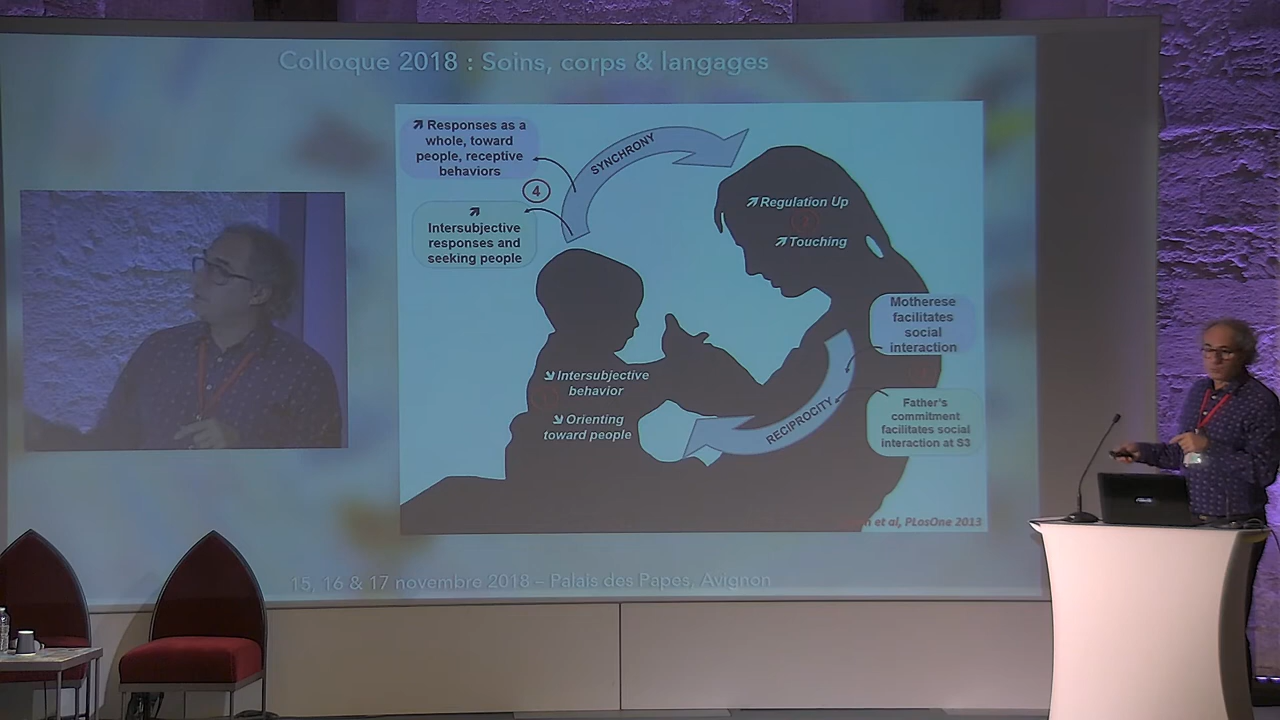 Colloque 2018 : Soins, corps & langages
↗ Responses as a
whole, toward
people, receptive
behaviors
4
↗
Intersubjective
responses and
seeking people
SYNCHRONY
↗ Regulation Up
2
↗ Touching
Motherese
facilitates
social
interaction
↘ Intersubjective
behavior
↘ Orienting
toward people
RECIPROCITY
Father's
commitment
facilitates social
interaction at S3
et al, PLosOne 2013
15, 16 & 17 novembre 2018 – Palais des Papes, Avignon